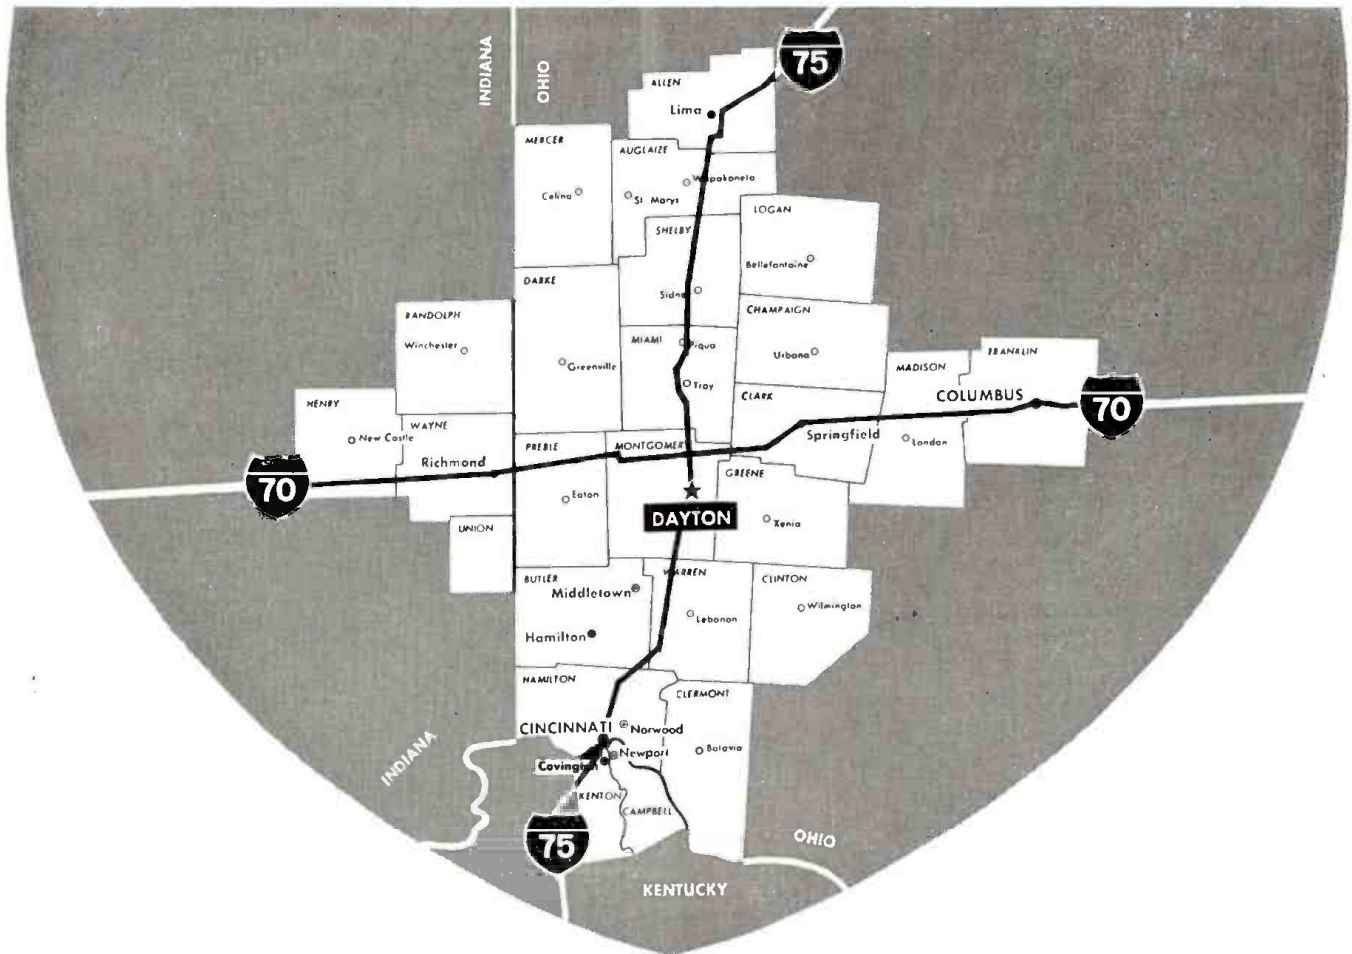 INDIANA
OHIO
75
ALLEN
Lima
MERCER
AUGLAIZE
Wapakoneta
Celina
St. Marys
LOGAN
SHELBY
Bellefontaine
DARKE
Sidney
RANDOLPH
CHAMPAIGN
Winchester
MIAMI
Piqua
Urbana
FRANKLIN
MADISON
Greenville
Troy
CLARK
COLUMBUS
70
HENRY
WAYNE
New Castle
Springfield
London
PREBLE
MONTGOMERY
Richmond
GREENE
70
Eaton
DAYTON
Xenia
UNION
BUTLER
WARREN
CLINTON
Middletown
Wilmington
Lebanon
Hamilton
HAMILTON
CLERMONT
CINCINNATI
Norwood
INDIANA
Newport
Batavia
Covington
KENTON
CAMPBELL
75
OHIO
KENTUCKY